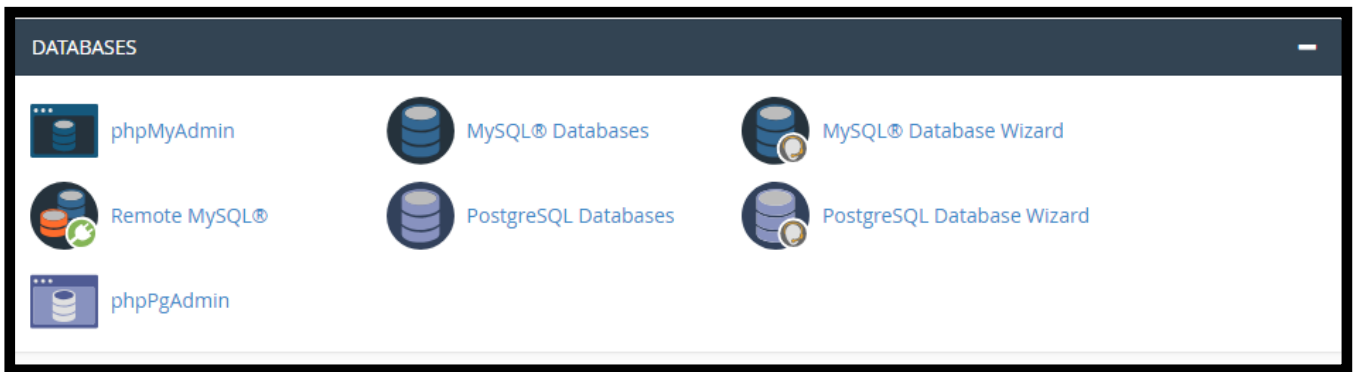 DATABASES
phpMyAdmin
MySQL® Databases
MySQL® Database Wizard
Remote MySQL®
PostgreSQL Databases
PostgreSQL Database Wizard
phpPgAdmin